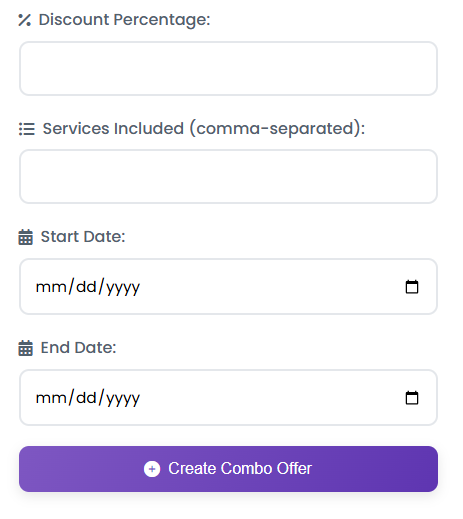 Discount Percentage:
Services Included (comma-separated):
Start Date:
mm/dd/yyyy
End Date:
mm/dd/yyyy
Create Combo Offer